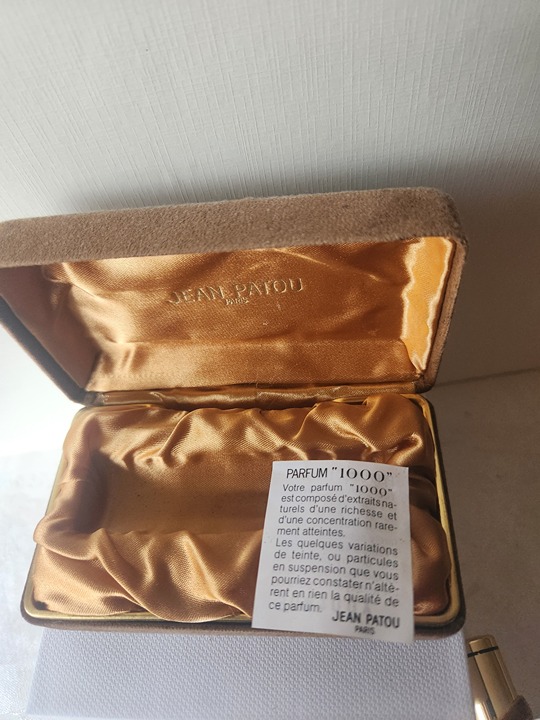 JEAN PATOU
PARIS
PARFUM "1000"
Votre parfum "1000"
est composé d'extraits na-
turels d'une richesse et
d'une concentration rare-
ment atteintes.
Les quelques variations
de teinte, ou particules
en suspension que vous
pourriez constater n'alté-
rent en rien la qualité de
ce parfum.
JEAN PATOU
PARIS